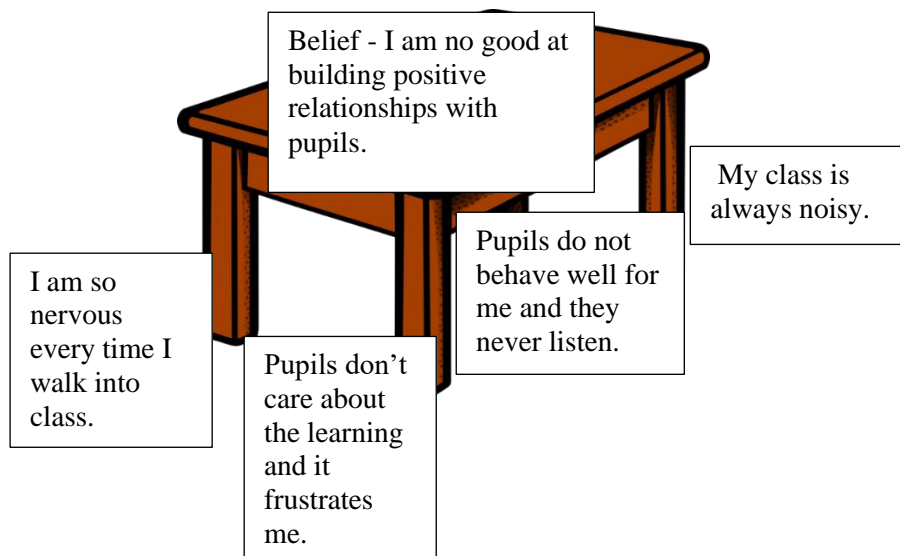 Belief - I am no good at
building positive
relationships with
pupils.
My class is
always noisy.
Pupils do not
behave well for
me and they
never listen.
I am so
nervous
every time I
walk into
class.
Pupils don’t
care about
the learning
and it
frustrates
me.